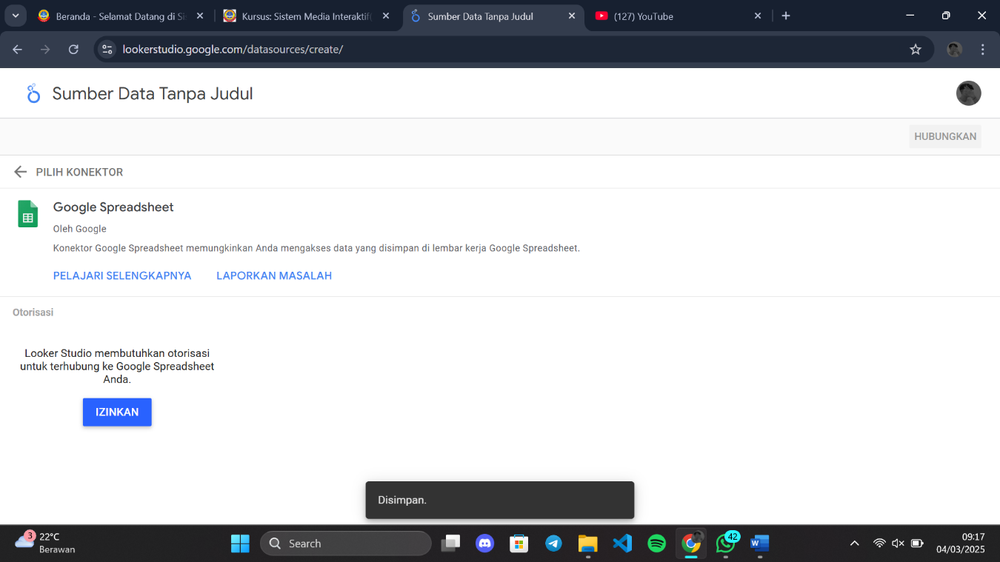 Beranda - Selamat Datang di Si
Kursus: Sistem Media Interaktif(
Sumber Data Tanpa Judul
(127) YouTube
lookerstudio.google.com/datasources/create/
Sumber Data Tanpa Judul
HUBUNGKAN
PILIH KONEKTOR
Google Spreadsheet
Oleh Google
Konektor Google Spreadsheet memungkinkan Anda mengakses data yang disimpan di lembar kerja Google Spreadsheet.
PELAJARI SELENGKAPNYA
LAPORKAN MASALAH
Otorisasi
Looker Studio membutuhkan otorisasi
untuk terhubung ke Google Spreadsheet
Anda.
IZINKAN
Disimpan.
3
22°C
Berawan
Search
42
W
09:17
04/03/2025